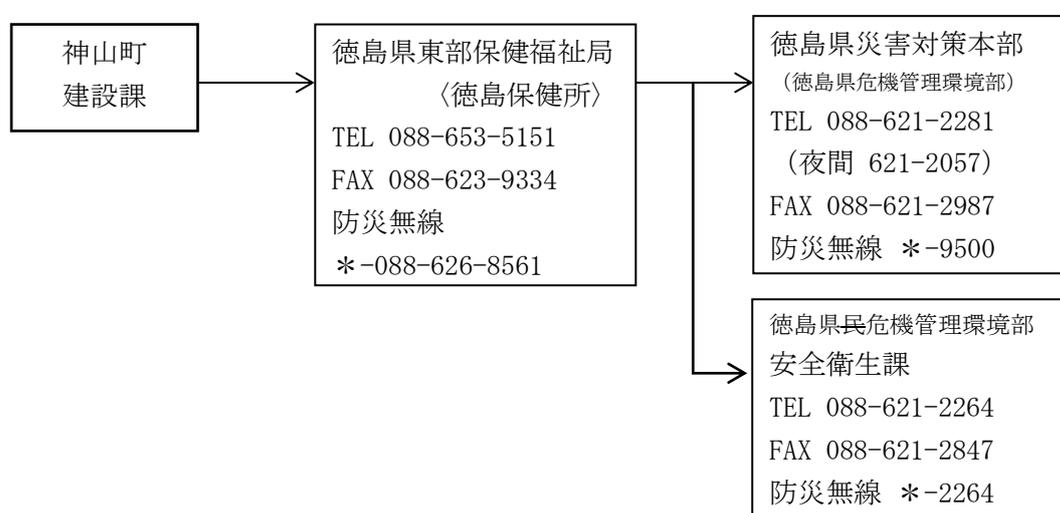 神山町
建設課
徳島県東部保健福祉局
〈徳島保健所〉
TEL 088-653-5151
FAX 088-623-9334
防災無線
＊-088-626-8561
徳島県災害対策本部
（徳島県危機管理環境部）
TEL 088-621-2281
（夜間 621-2057）
FAX 088-621-2987
防災無線 ＊-9500
徳島県民危機管理環境部
安全衛生課
TEL 088-621-2264
FAX 088-621-2847
防災無線 ＊-2264